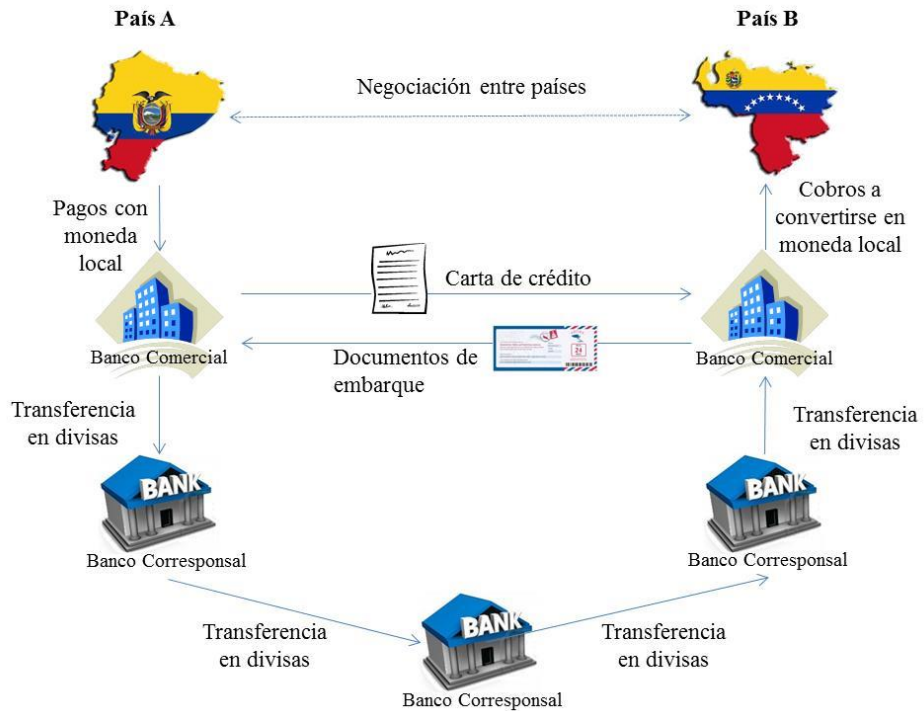 País A
País B
Negociación entre países
Pagos con
moneda
local
Cobros a
convertirse en
moneda local
Carta de crédito
Banco Comercial
Documentos de
embarque
Banco Comercial
Transferencia
en divisas
Transferencia
en divisas
BANK
Banco Corresponsal
BANK
Banco Corresponsal
Transferencia
en divisas
BANK
Transferencia
en divisas
Banco Corresponsal